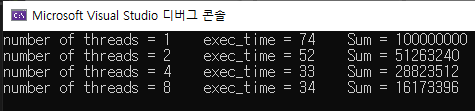 Microsoft Visual Studio 디버그 콘솔
number of threads = 1 exec_time = 74 Sum = 100000000
number of threads = 2 exec_time = 52 Sum = 51263240
number of threads = 4 exec_time = 33 Sum = 28823512
number of threads = 8 exec_time = 34 Sum = 16173396